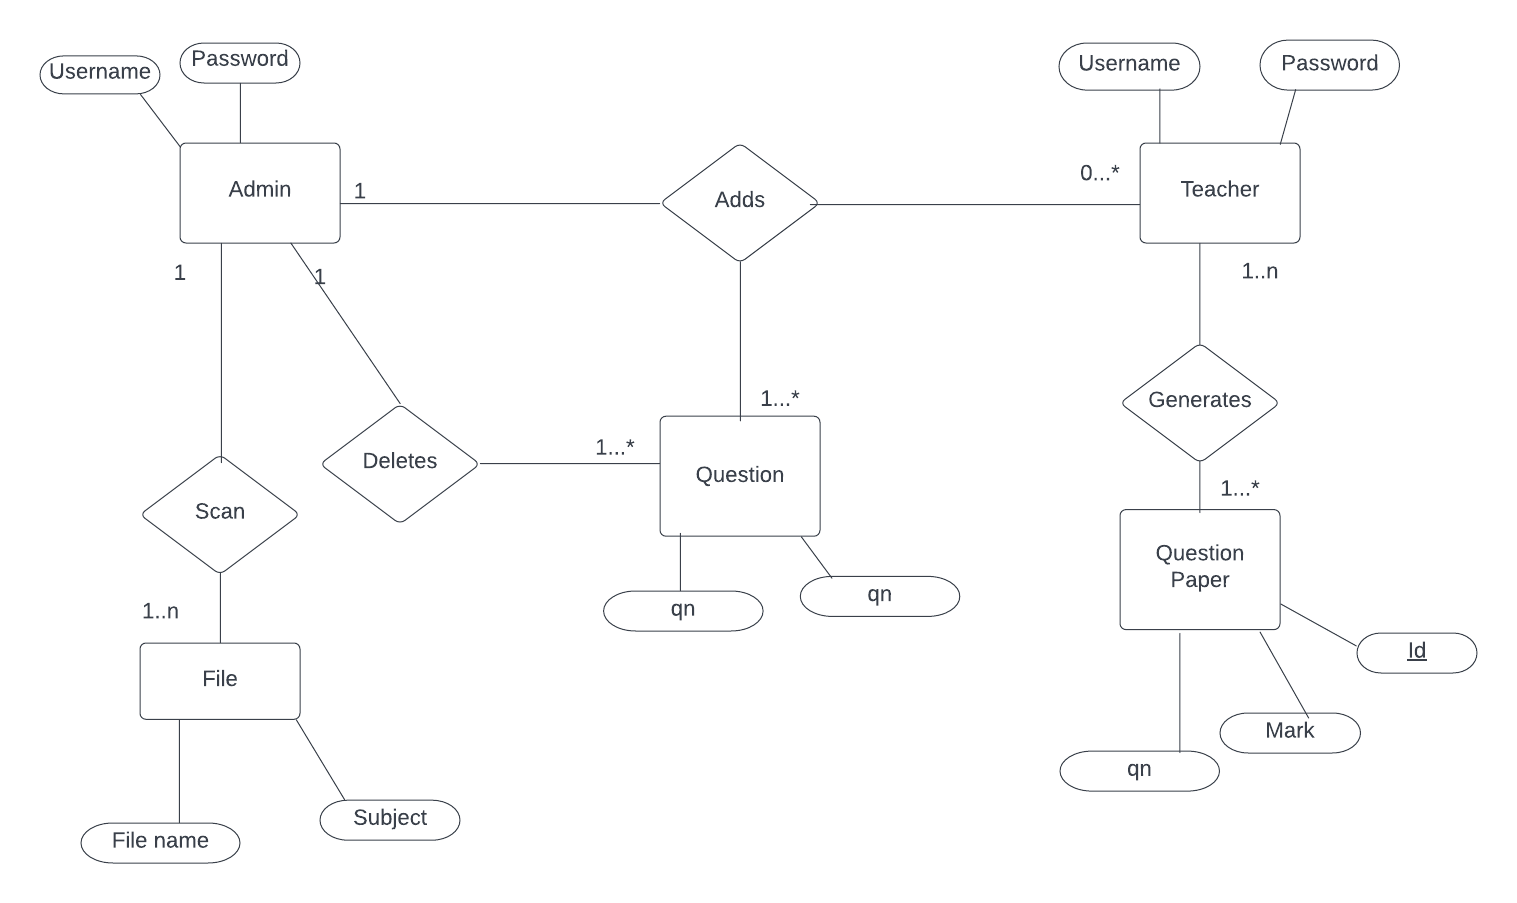 Username
Password
Username
Password
Admin
1
Adds
0...*
Teacher
1
1
1..n
1...*
Generates
Deletes
1...*
Question
Scan
1...*
Question
Paper
1..n
qn
qn
Id
File
Mark
qn
Subject
File name